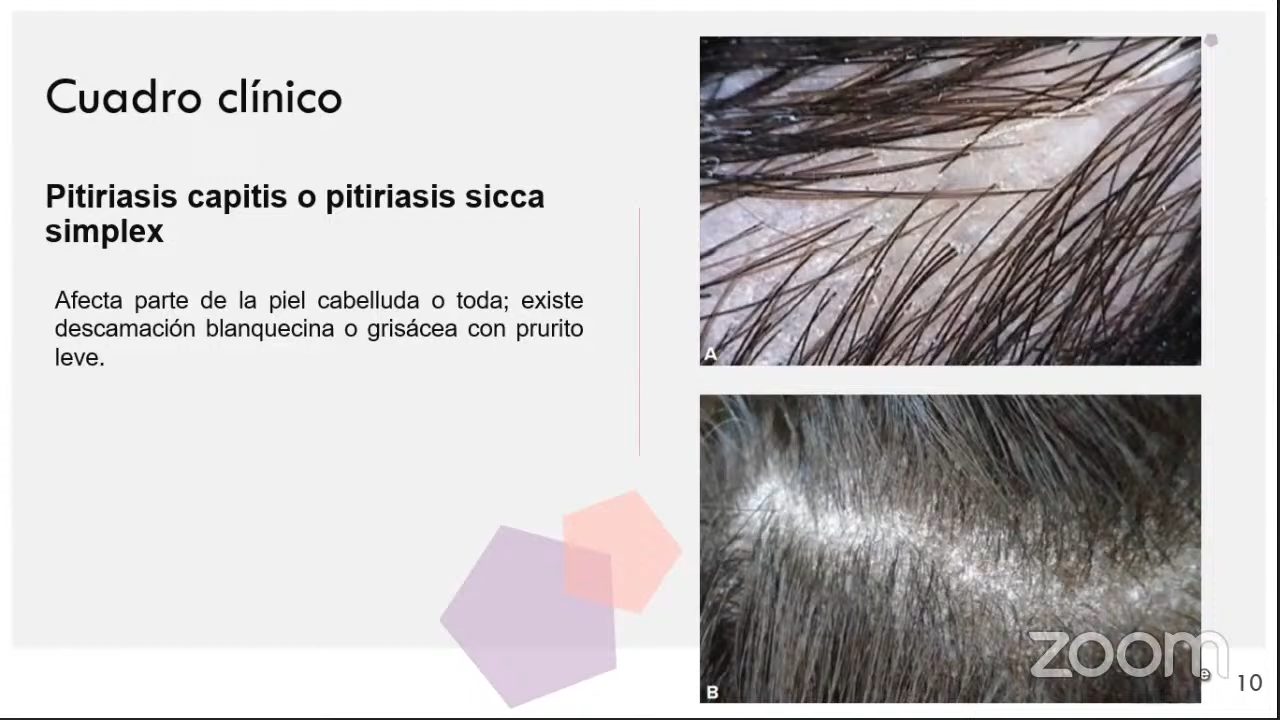 Cuadro clínico
Pitiriasis capitis o pitiriasis sicca
simplex
Afecta parte de la piel cabelluda o toda; existe
descamación blanquecina o grisácea con prurito
leve.
A
B
zoom
e
10